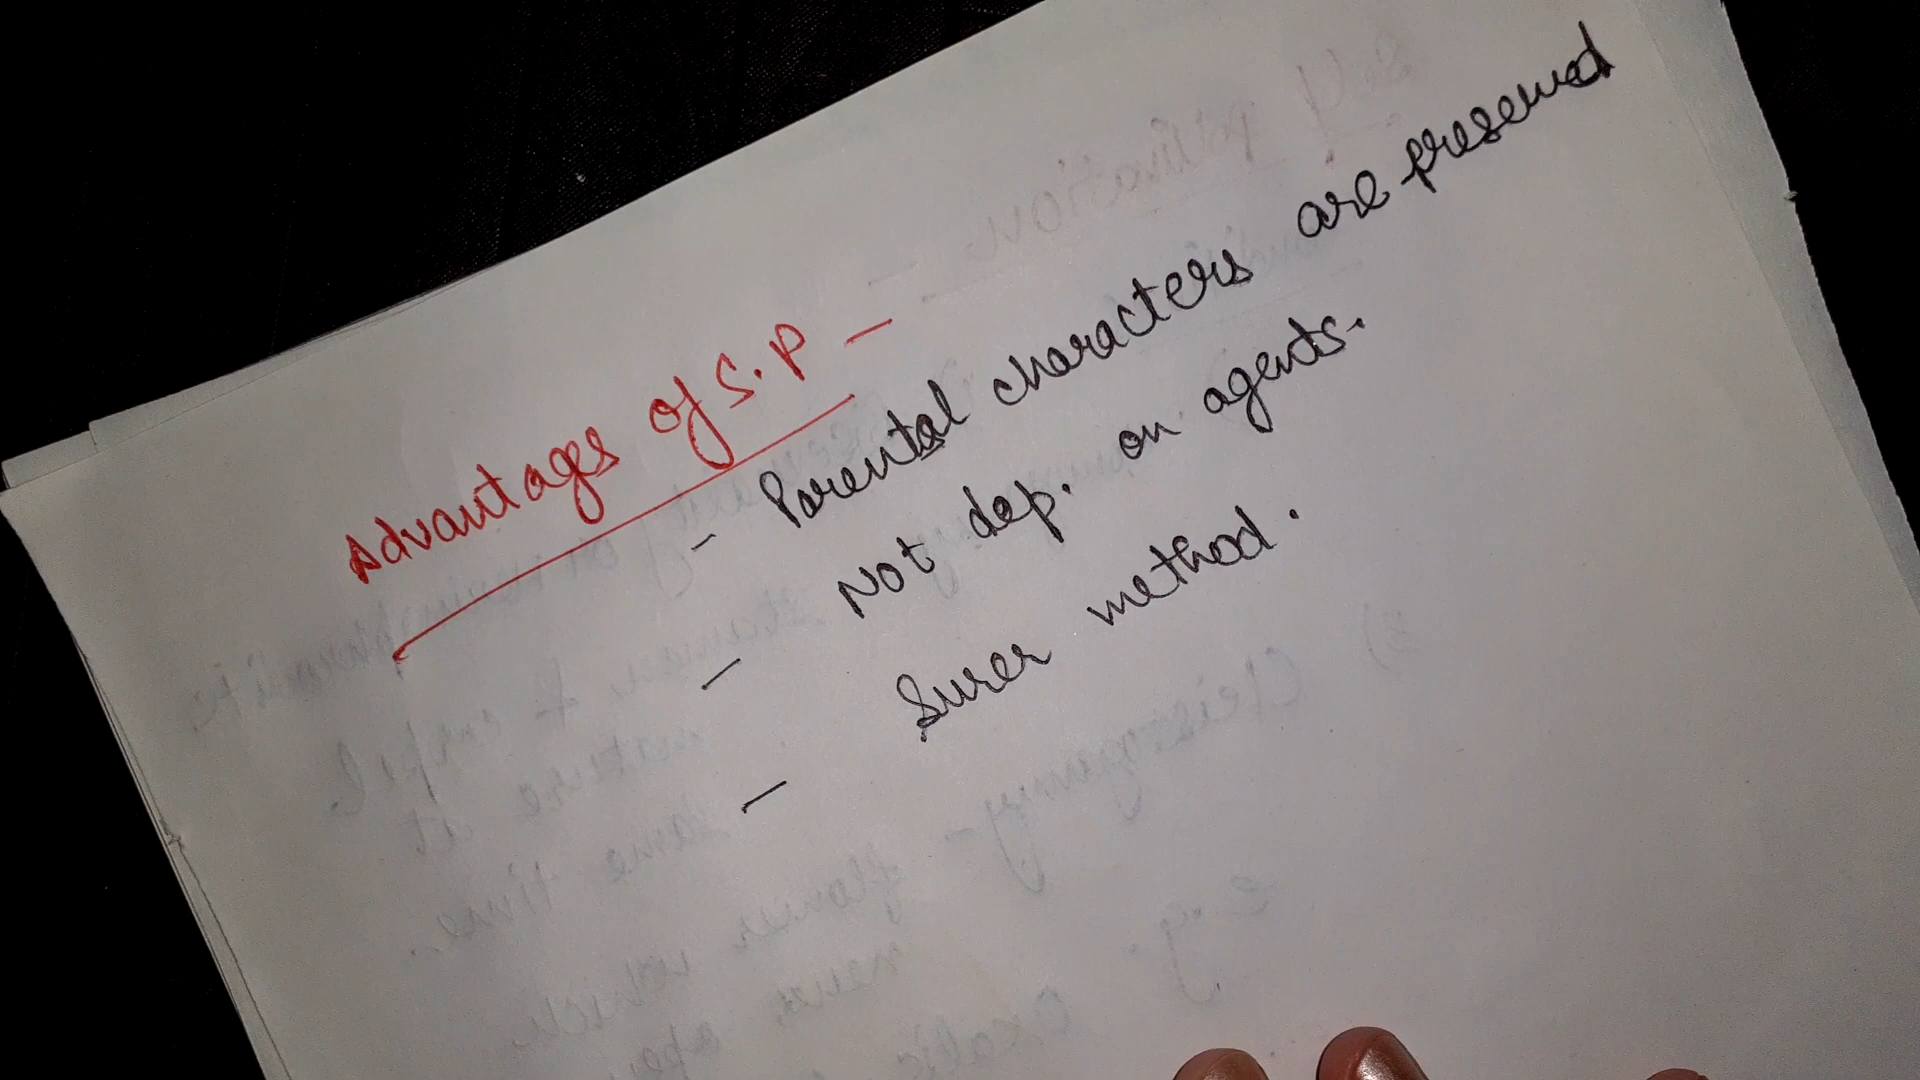 Advantages of S.P –
- Parental characters are preserved
- Not dep. on agents.
- Surer method.